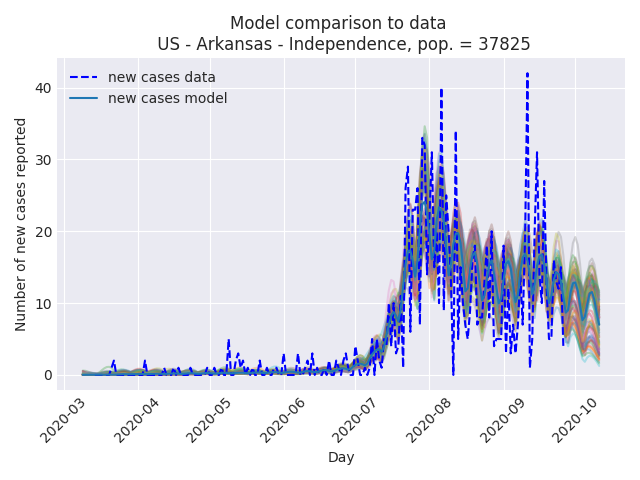 Model comparison to data
US - Arkansas - Independence, pop. = 37825
new cases data
new cases model
Number of new cases reported
40
30
20
10
0
2020-03
2020-04
2020-05
2020-06
2020-07
2020-08
2020-09
2020-10
Day